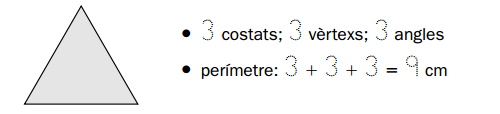 • 3 costats; 3 vèrtexs; 3 angles
• perímetre: 3 + 3 + 3 = 9 cm